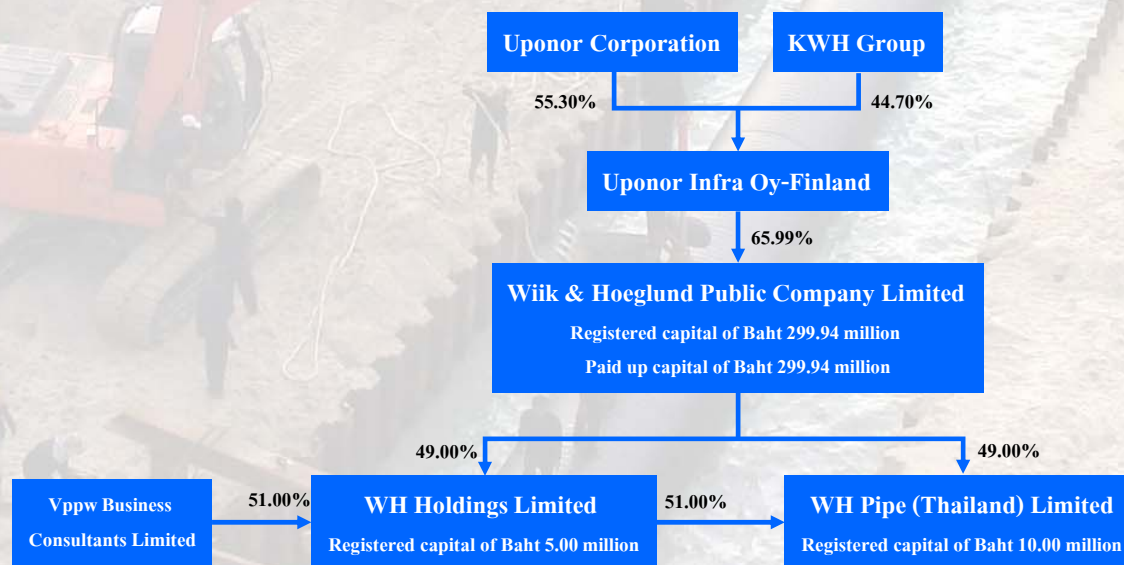 Uponor Corporation
KWH Group
55.30%
44.70%
Uponor Infra Oy-Finland
65.99%
Wiik & Hoeglund Public Company Limited
Registered capital of Baht 299.94 million
Paid up capital of Baht 299.94 million
49.00%
49.00%
Vppw Business
Consultants Limited
51.00%
WH Holdings Limited
Registered capital of Baht 5.00 million
51.00%
WH Pipe (Thailand) Limited
Registered capital of Baht 10.00 million